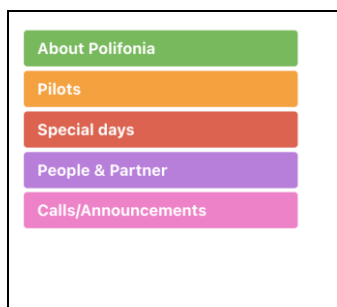 About Polifonia
Pilots
Special days
People & Partner
Calls/Announcements